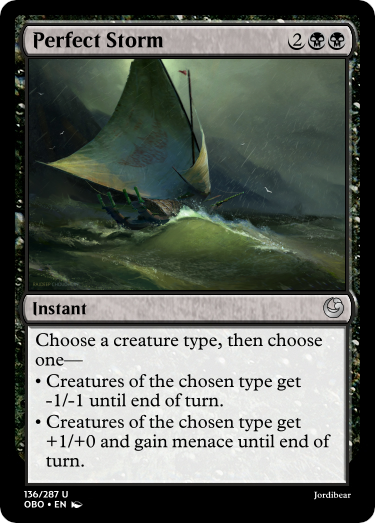 Perfect Storm
2
Instant
Choose a creature type, then choose
one—
• Creatures of the chosen type get
-1/-1 until end of turn.
• Creatures of the chosen type get
+1/+0 and gain menace until end of
turn.
136/287 U
OBO • EN
Jordibear